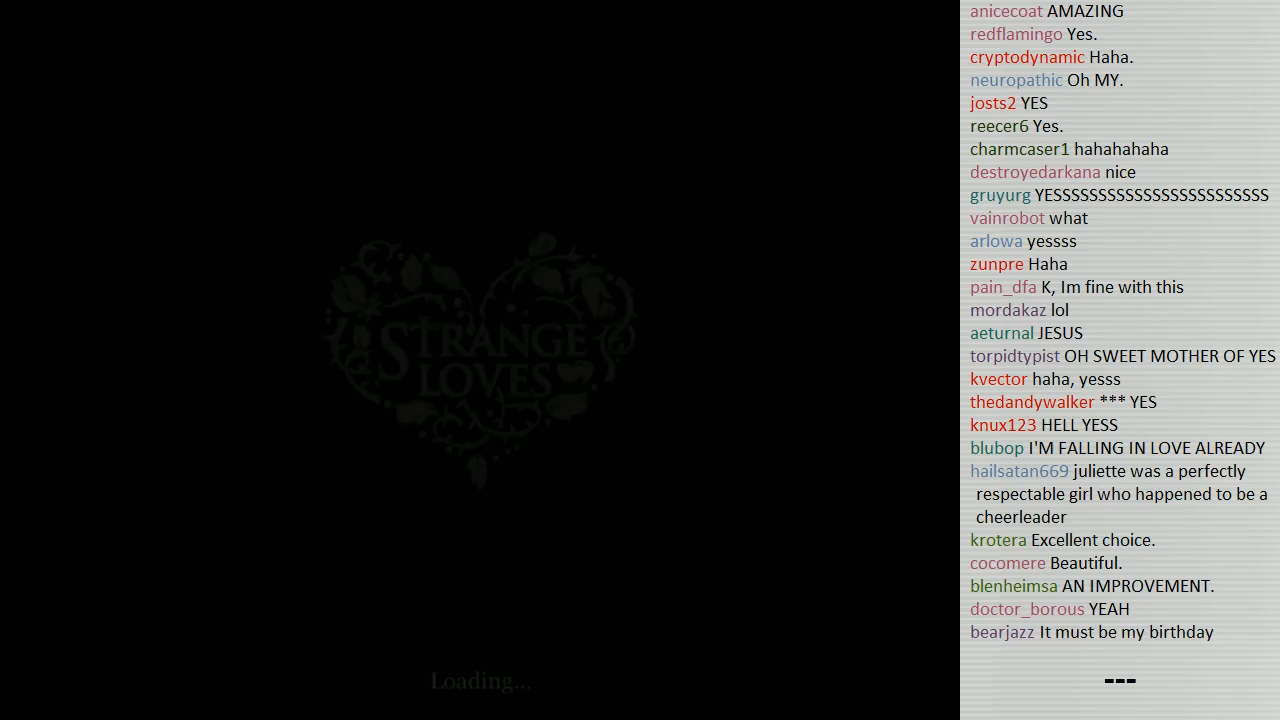 STRANGE
LOVES
Loading...
anicecoat AMAZING
redflamingo Yes.
cryptodynamic Haha.
neuropathic Oh MY.
josts2 YES
reecer6 Yes.
charmcaser1 hahahahaha
destroyedarkana nice
gruyurg YESSSSSSSSSSSSSSSSSSSSSSSS
vainrobot what
arlowa yessss
zunpre Haha
pain_dfa K, Im fine with this
mordakaz lol
aeturnal JESUS
torpidtypist OH SWEET MOTHER OF YES
kvector haha, yesss
thedandywalker *** YES
knux123 HELL YESS
blubop I'M FALLING IN LOVE ALREADY
hailsatan669 juliette was a perfectly
respectable girl who happened to be a
cheerleader
krotera Excellent choice.
cocomere Beautiful.
blenheimsa AN IMPROVEMENT.
doctor_borous YEAH
bearjazz It must be my birthday
---